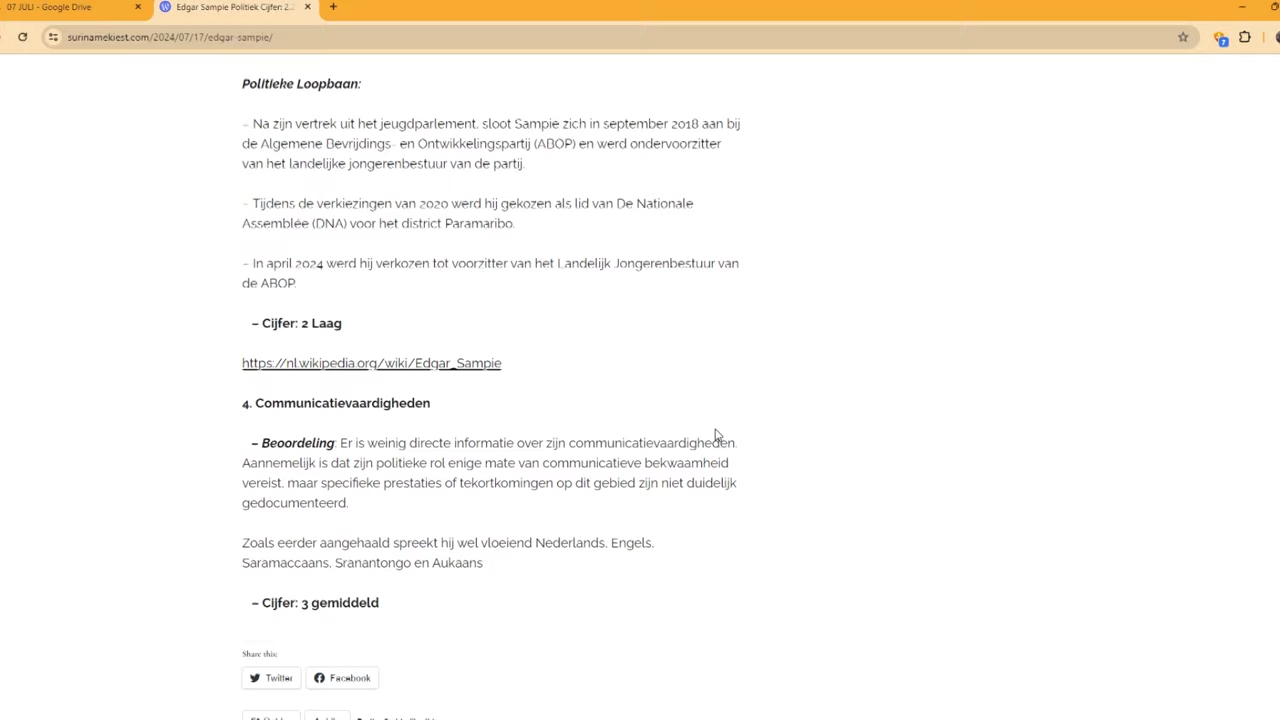 07 JULI - Google Drive
Edgar Sampie Politiek Cijfer: 2.
surinamekiest.com/2024/07/17/edgar-sampie/
7
Politieke Loopbaan:
– Na zijn vertrek uit het jeugdparlement, sloot Sampie zich in september 2018 aan bij
de Algemene Bevrijdings- en Ontwikkelingspartij (ABOP) en werd ondervoorzitter
van het landelijke jongerenbestuur van de partij.
– Tijdens de verkiezingen van 2020 werd hij gekozen als lid van De Nationale
Assemblée (DNA) voor het district Paramaribo.
– In april 2024 werd hij verkozen tot voorzitter van het Landelijk Jongerenbestuur van
de ABOP.
– Cijfer: 2 Laag
https://nl.wikipedia.org/wiki/Edgar_Sampie
4. Communicatievaardigheden
– Beoordeling: Er is weinig directe informatie over zijn communicatievaardigheden.
Aannemelijk is dat zijn politieke rol enige mate van communicatieve bekwaamheid
vereist, maar specifieke prestaties of tekortkomingen op dit gebied zijn niet duidelijk
gedocumenteerd.
Zoals eerder aangehaald spreekt hij wel vloeiend Nederlands, Engels,
Saramaccaans, Sranantongo en Aukaans
– Cijfer: 3 gemiddeld
Share this:
Twitter
Facebook